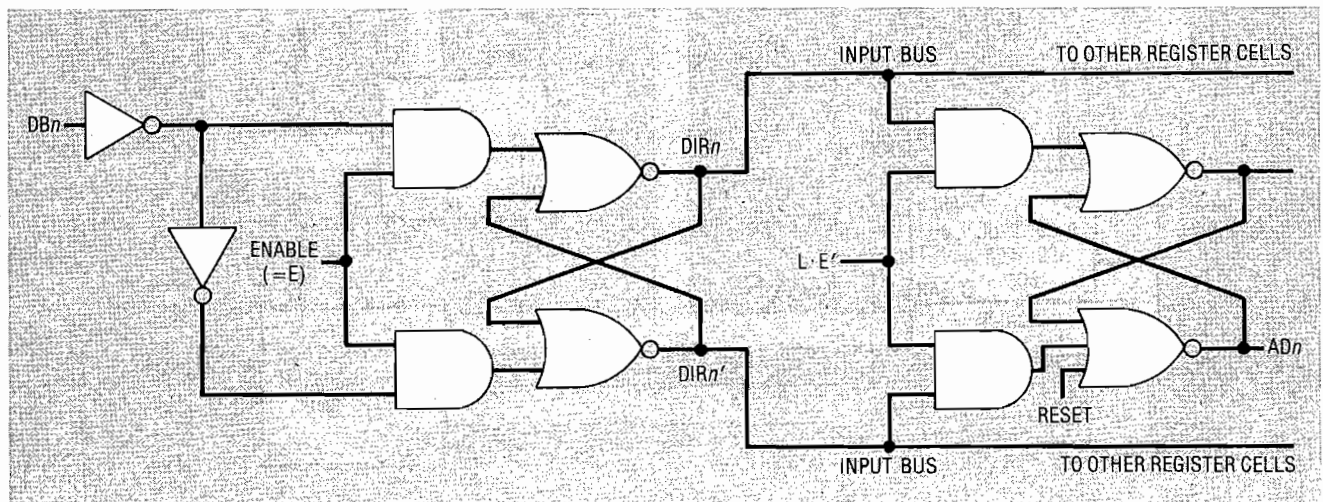 INPUT BUS
TO OTHER REGISTER CELLS
DBn
DIRn
ENABLE
(=E)
L·E′
DIRn′
ADn
RESET
INPUT BUS
TO OTHER REGISTER CELLS